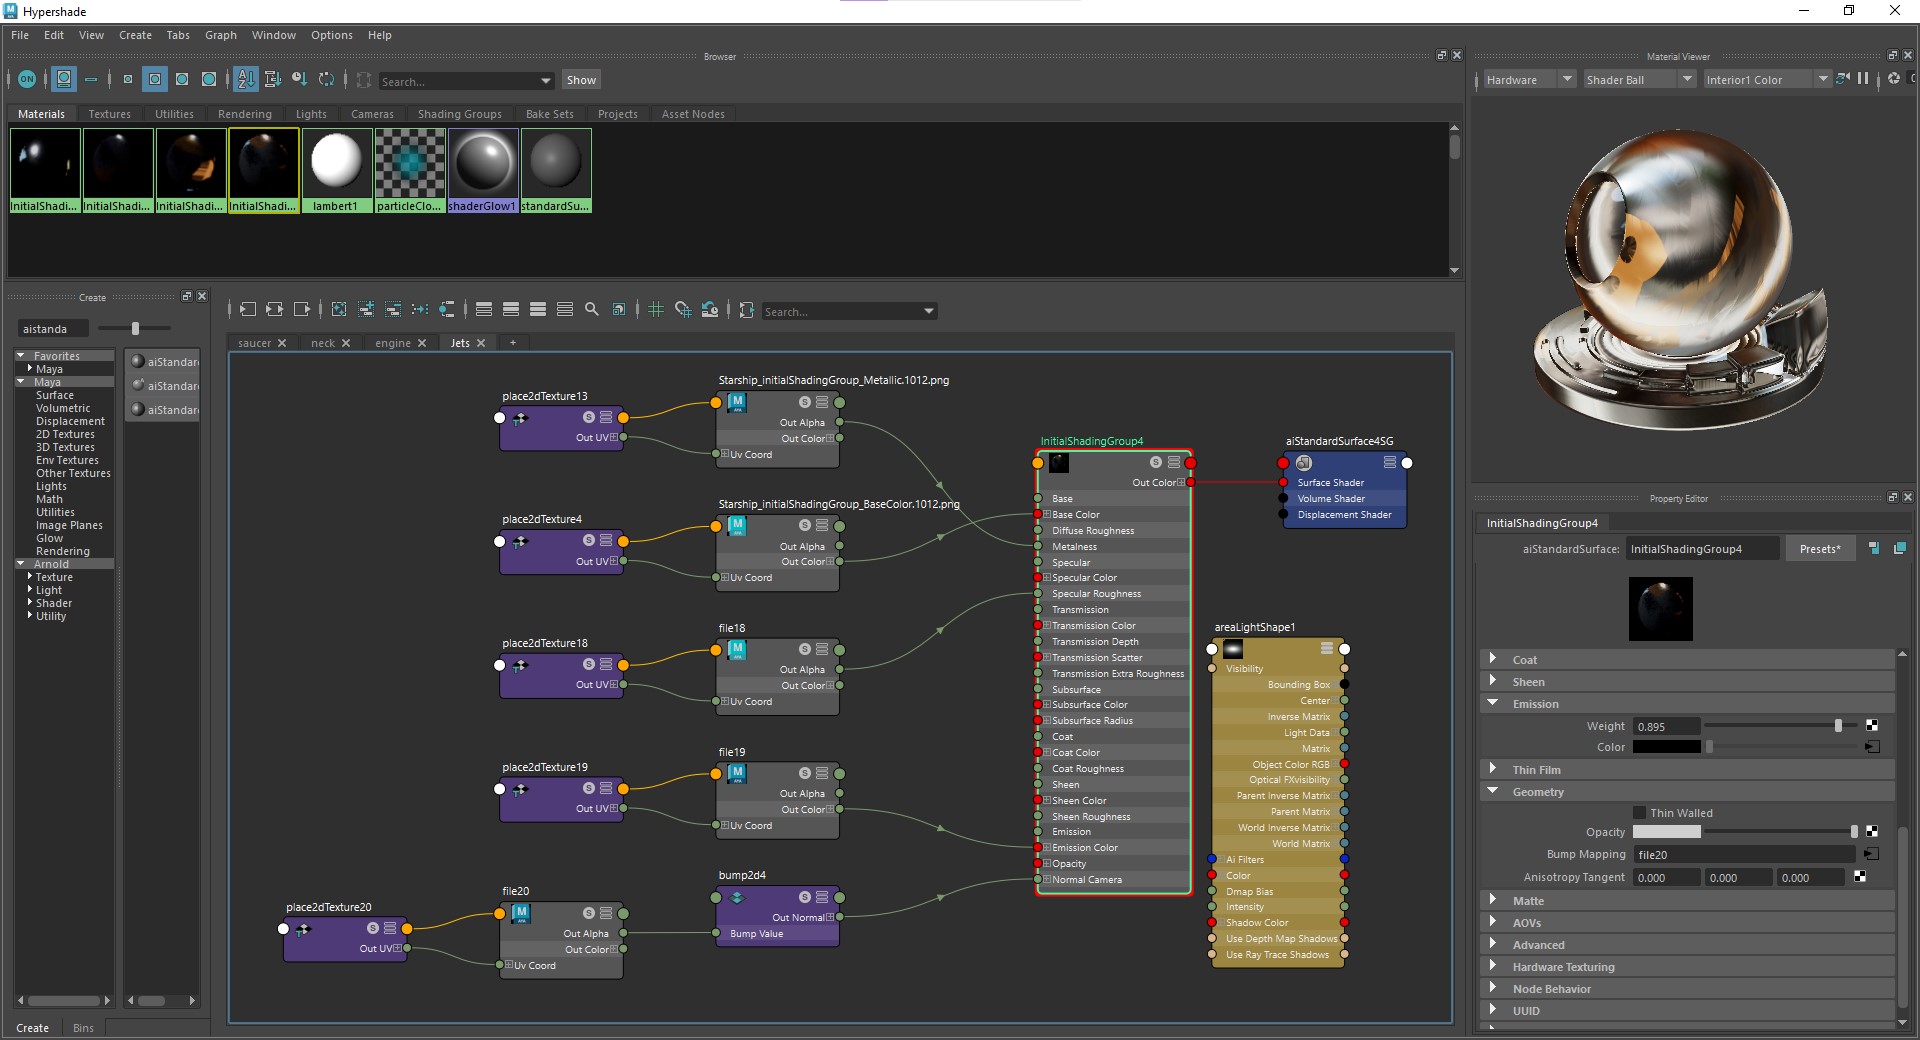 Hypershade
File Edit View Create Tabs Graph Window Options Help
Browser
ON
Search...
Show
Materials Textures Utilities Rendering Lights Cameras Shading Groups Bake Sets Projects Asset Nodes
InitialShadi... InitialShadi... InitialShadi... InitialShadi... lambert1 particleClo... shaderGlow1 standardSu...
Create
aistanda
Favorites
Maya
Maya
Surface
Volumetric
Displacement
2D Textures
3D Textures
Env Textures
Other Textures
Lights
Math
Utilities
Image Planes
Glow
Rendering
Arnold
Texture
Light
Shader
Utility
aiStandar
aiStandar
aiStandar
Create Bins
Search...
saucer neck engine Jets +
place2dTexture13
Out UV
Starship_initialShadingGroup_Metallic.1012.png
Out Alpha
Out Color
Uv Coord
place2dTexture4
Out UV
Starship_initialShadingGroup_BaseColor.1012.png
Out Alpha
Out Color
Uv Coord
place2dTexture18
Out UV
file18
Out Alpha
Out Color
Uv Coord
place2dTexture19
Out UV
file19
Out Alpha
Out Color
Uv Coord
place2dTexture20
Out UV
file20
Out Alpha
Out Color
Uv Coord
bump2d4
Out Normal
Bump Value
InitialShadingGroup4
Out Color
Base
Base Color
Diffuse Roughness
Metalness
Specular
Specular Color
Specular Roughness
Transmission
Transmission Color
Transmission Depth
Transmission Scatter
Transmission Extra Roughness
Subsurface
Subsurface Color
Subsurface Radius
Coat
Coat Color
Coat Roughness
Sheen
Sheen Color
Sheen Roughness
Emission
Emission Color
Opacity
Normal Camera
aiStandardSurface4SG
Surface Shader
Volume Shader
Displacement Shader
areaLightShape1
Visibility
Bounding Box
Center
Inverse Matrix
Light Data
Matrix
Object Color RGB
Optical FXvisibility
Parent Inverse Matrix
Parent Matrix
World Inverse Matrix
World Matrix
Ai Filters
Color
Dmap Bias
Intensity
Shadow Color
Use Depth Map Shadows
Use Ray Trace Shadows
Material Viewer
Hardware Shader Ball Interior1 Color
Property Editor
InitialShadingGroup4
aiStandardSurface: InitialShadingGroup4 Presets*
Coat
Sheen
Emission
Weight 0.895
Color
Thin Film
Geometry
Thin Walled
Opacity
Bump Mapping file20
Anisotropy Tangent 0.000 0.000 0.000
Matte
AOVs
Advanced
Hardware Texturing
Node Behavior
UUID